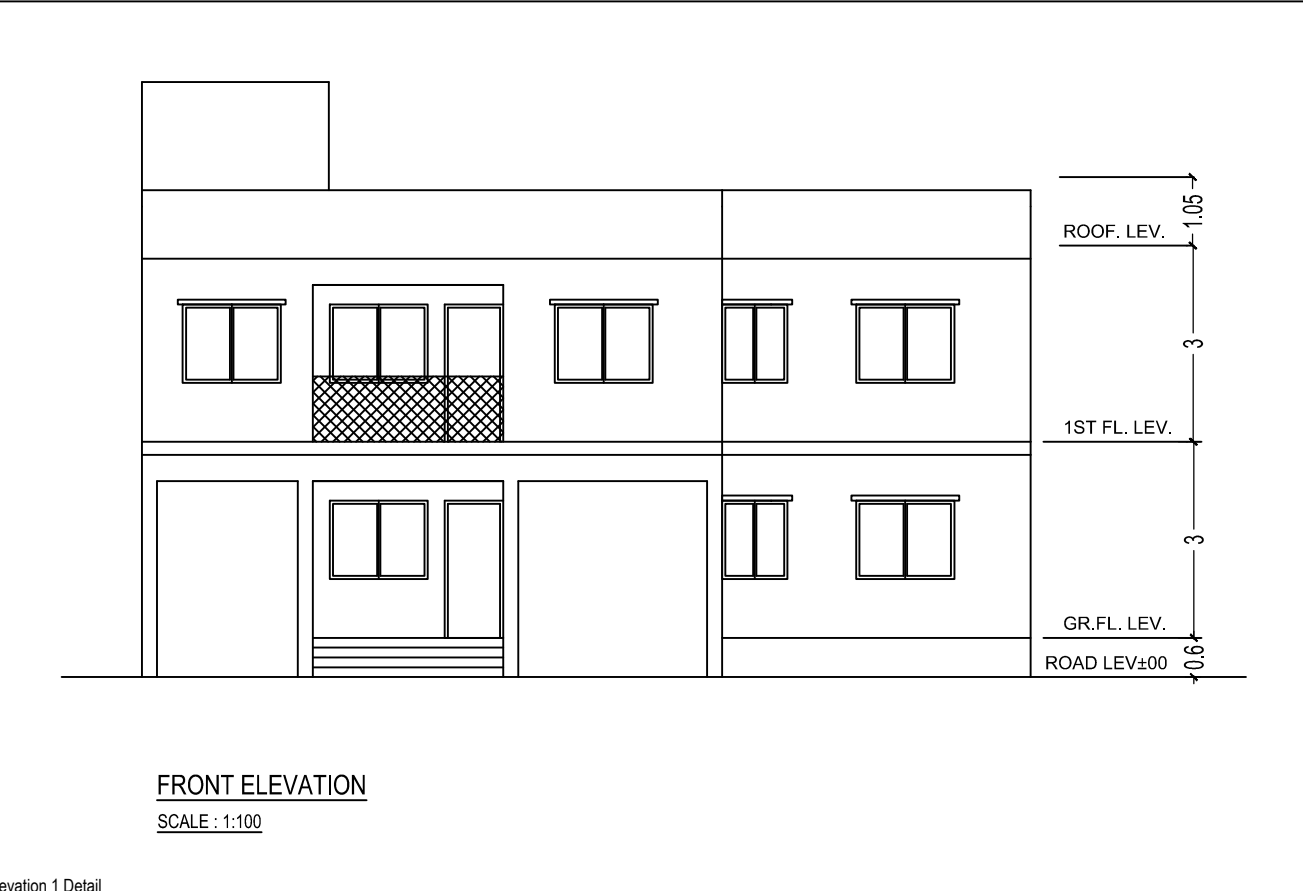 1.05
ROOF. LEV.
3
1ST FL. LEV.
3
GR.FL. LEV.
ROAD LEV±00
0.6
FRONT ELEVATION
SCALE : 1:100
evation 1 Detail